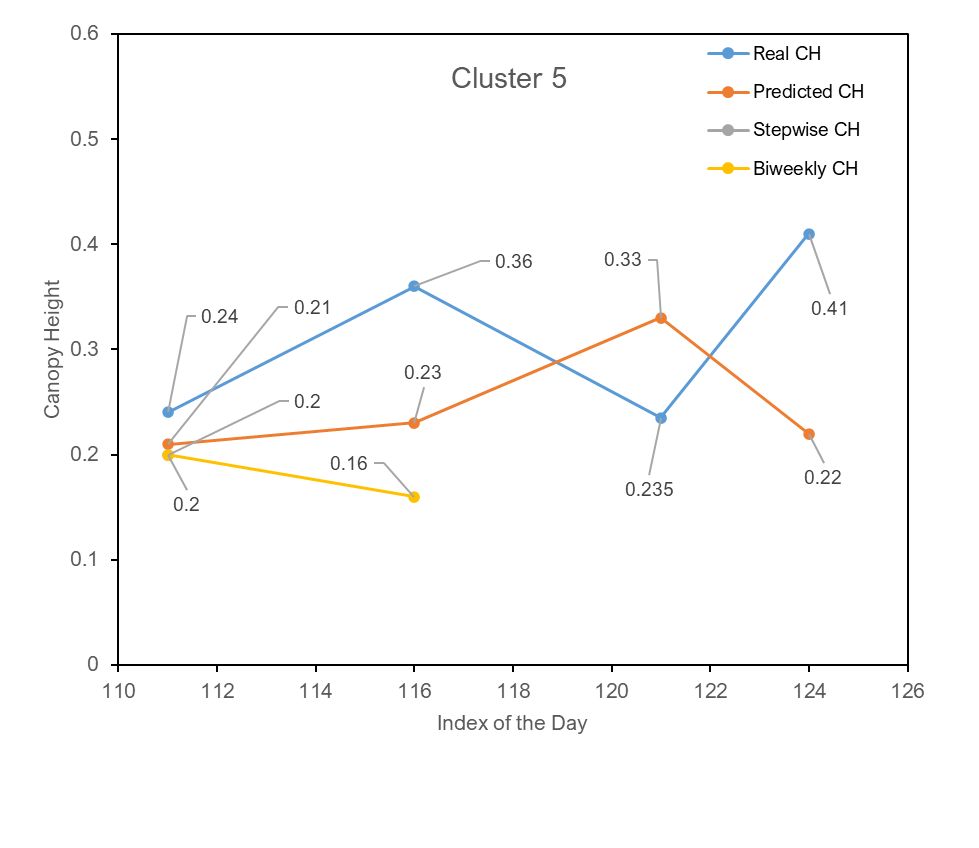 Cluster 5
Real CH
Predicted CH
Stepwise CH
Biweekly CH
0.6
0.5
0.4
0.3
0.2
0.1
0
Canopy Height
0.24
0.21
0.36
0.33
0.41
0.23
0.2
0.16
0.2
0.235
0.22
110 112 114 116 118 120 122 124 126
Index of the Day